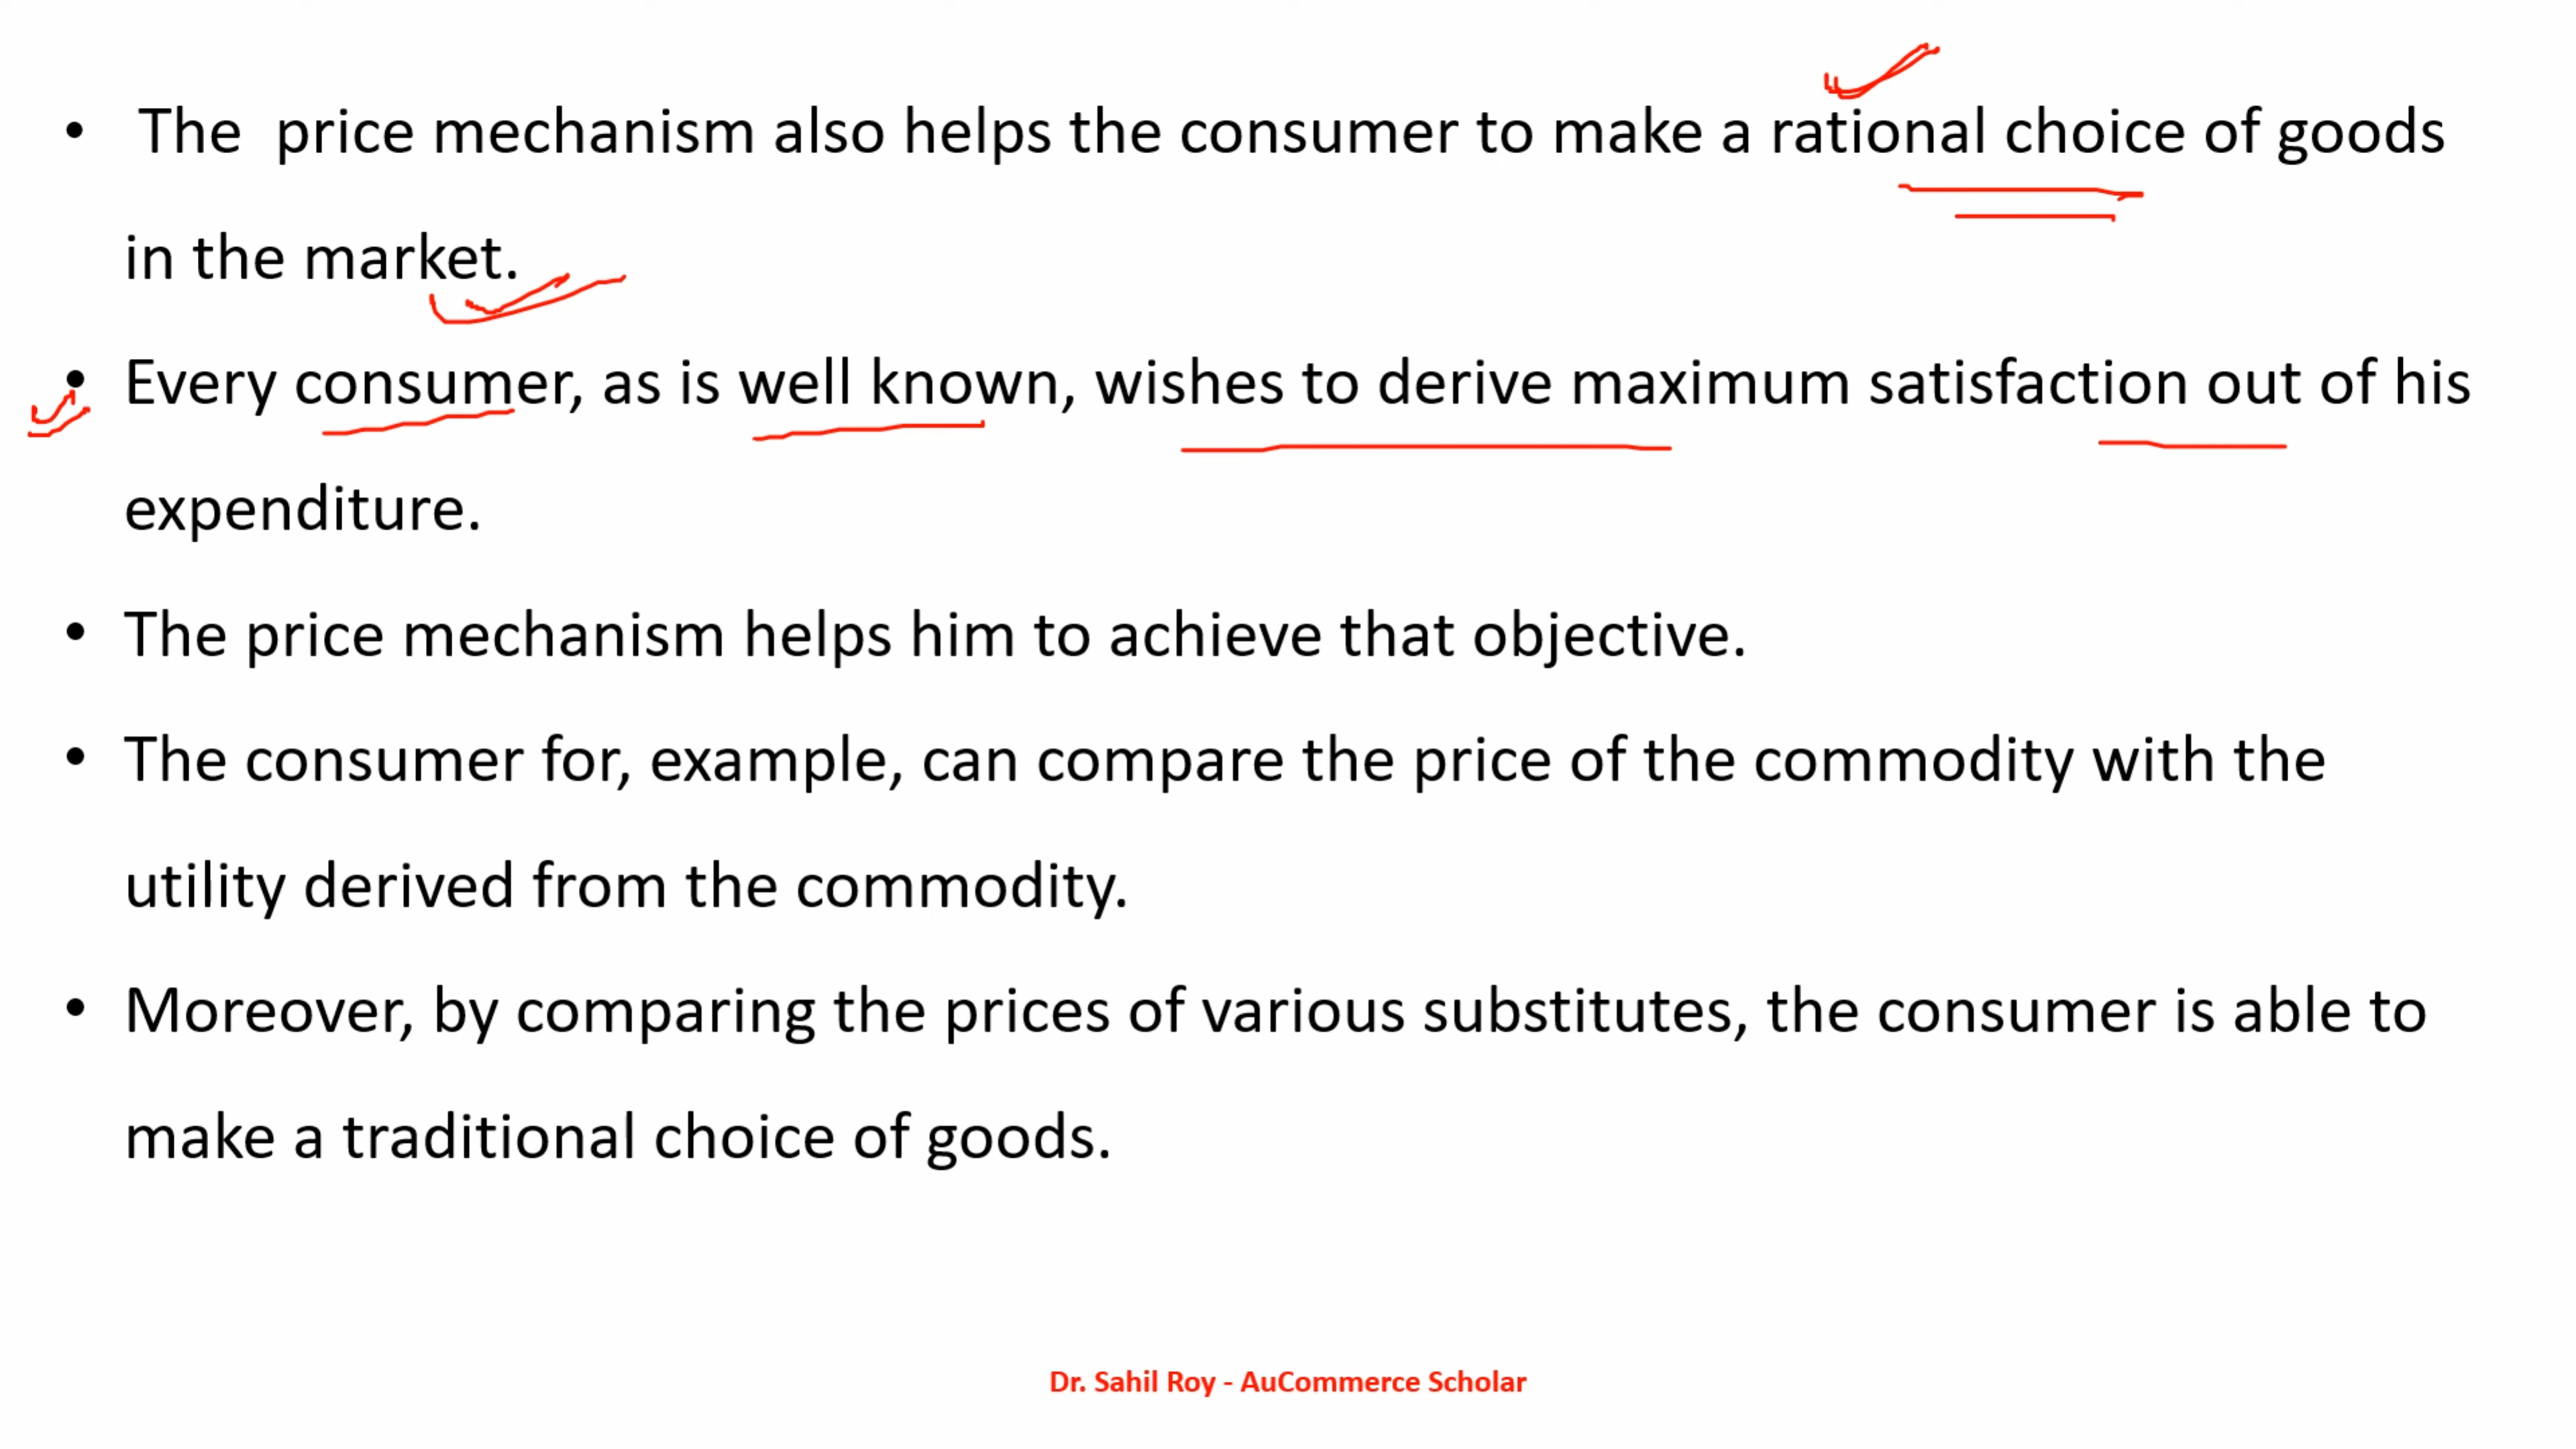 • The price mechanism also helps the consumer to make a rational choice of goods
in the market.
• Every consumer, as is well known, wishes to derive maximum satisfaction out of his
expenditure.
• The price mechanism helps him to achieve that objective.
• The consumer for, example, can compare the price of the commodity with the
utility derived from the commodity.
• Moreover, by comparing the prices of various substitutes, the consumer is able to
make a traditional choice of goods.
Dr. Sahil Roy - AuCommerce Scholar